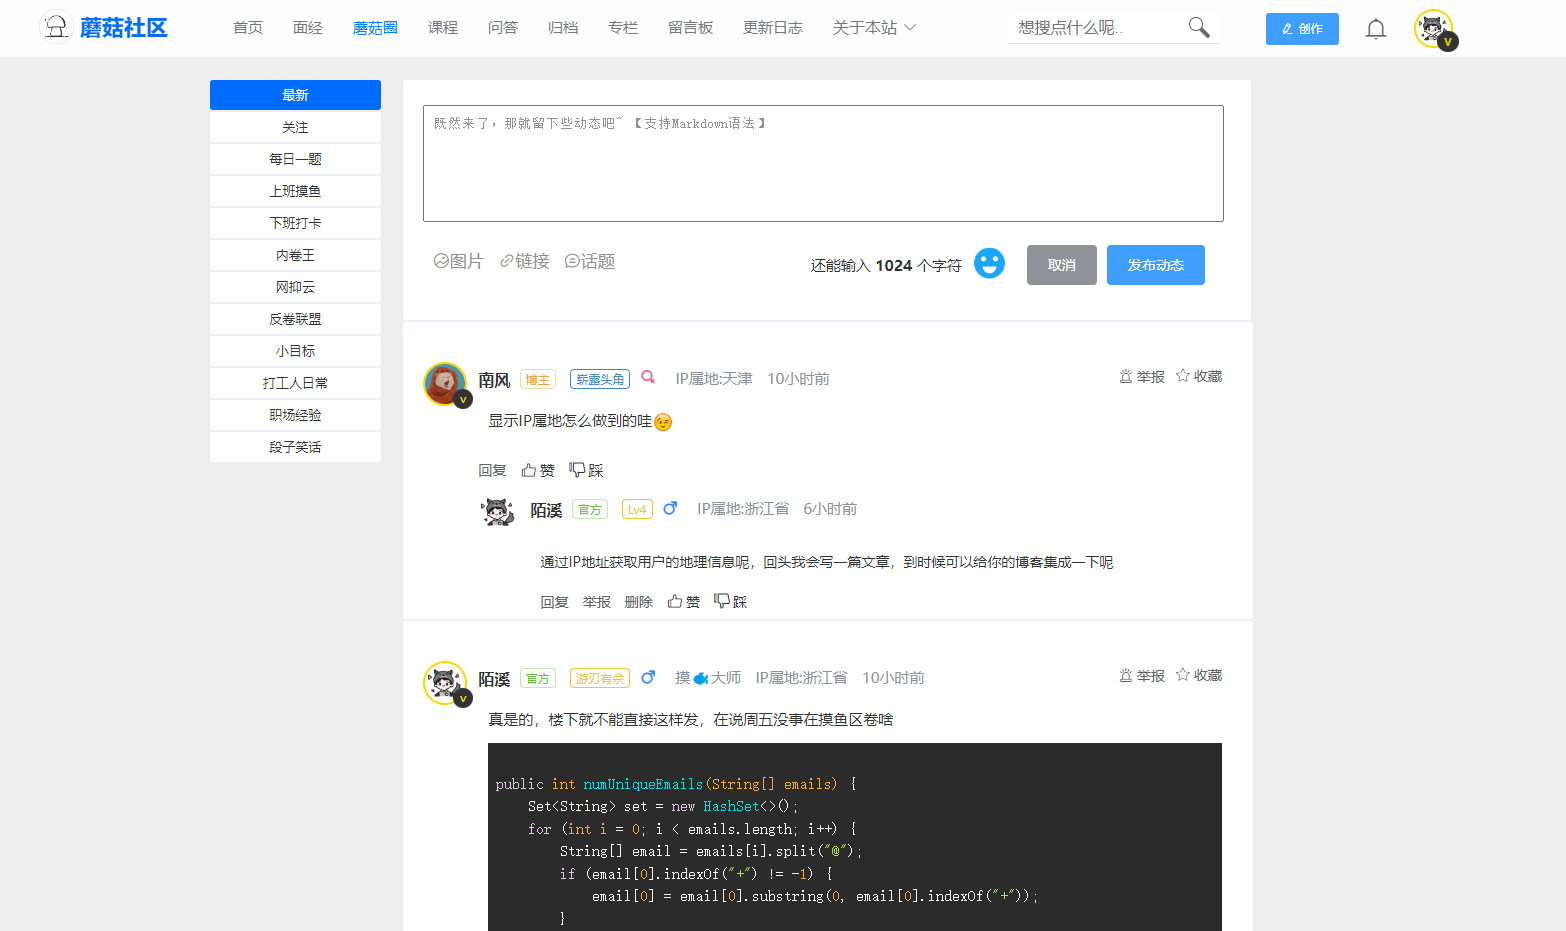 蘑菇社区 首页 面经 蘑菇圈 课程 问答 归档 专栏 留言板 更新日志 关于本站 想搜点什么呢.. 创作
V
最新
关注
每日一题
上班摸鱼
下班打卡
内卷王
网抑云
反卷联盟
小目标
打工人日常
职场经验
段子笑话
既然来了，那就留下些动态吧~ 【支持Markdown语法】
图片 链接 话题 还能输入 1024 个字符 取消 发布动态
南风 博主 崭露头角 IP属地:天津 10小时前 举报 收藏
V
显示IP属地怎么做到的哇
回复 赞 踩
陌溪 官方 Lv4 IP属地:浙江省 6小时前
通过IP地址获取用户的地理信息呢，回头我会写一篇文章，到时候可以给你的博客集成一下呢
回复 举报 删除 赞 踩
陌溪 官方 游刃有余 摸 大师 IP属地:浙江省 10小时前 举报 收藏
V
真是的，楼下就不能直接这样发，在说周五没事在摸鱼区卷啥
public int numUniqueEmails(String[] emails) {
Set<String> set = new HashSet<>();
for (int i = 0; i < emails.length; i++) {
String[] email = emails[i].split("@");
if (email[0].indexOf("+") != -1) {
email[0] = email[0].substring(0, email[0].indexOf("+"));
}